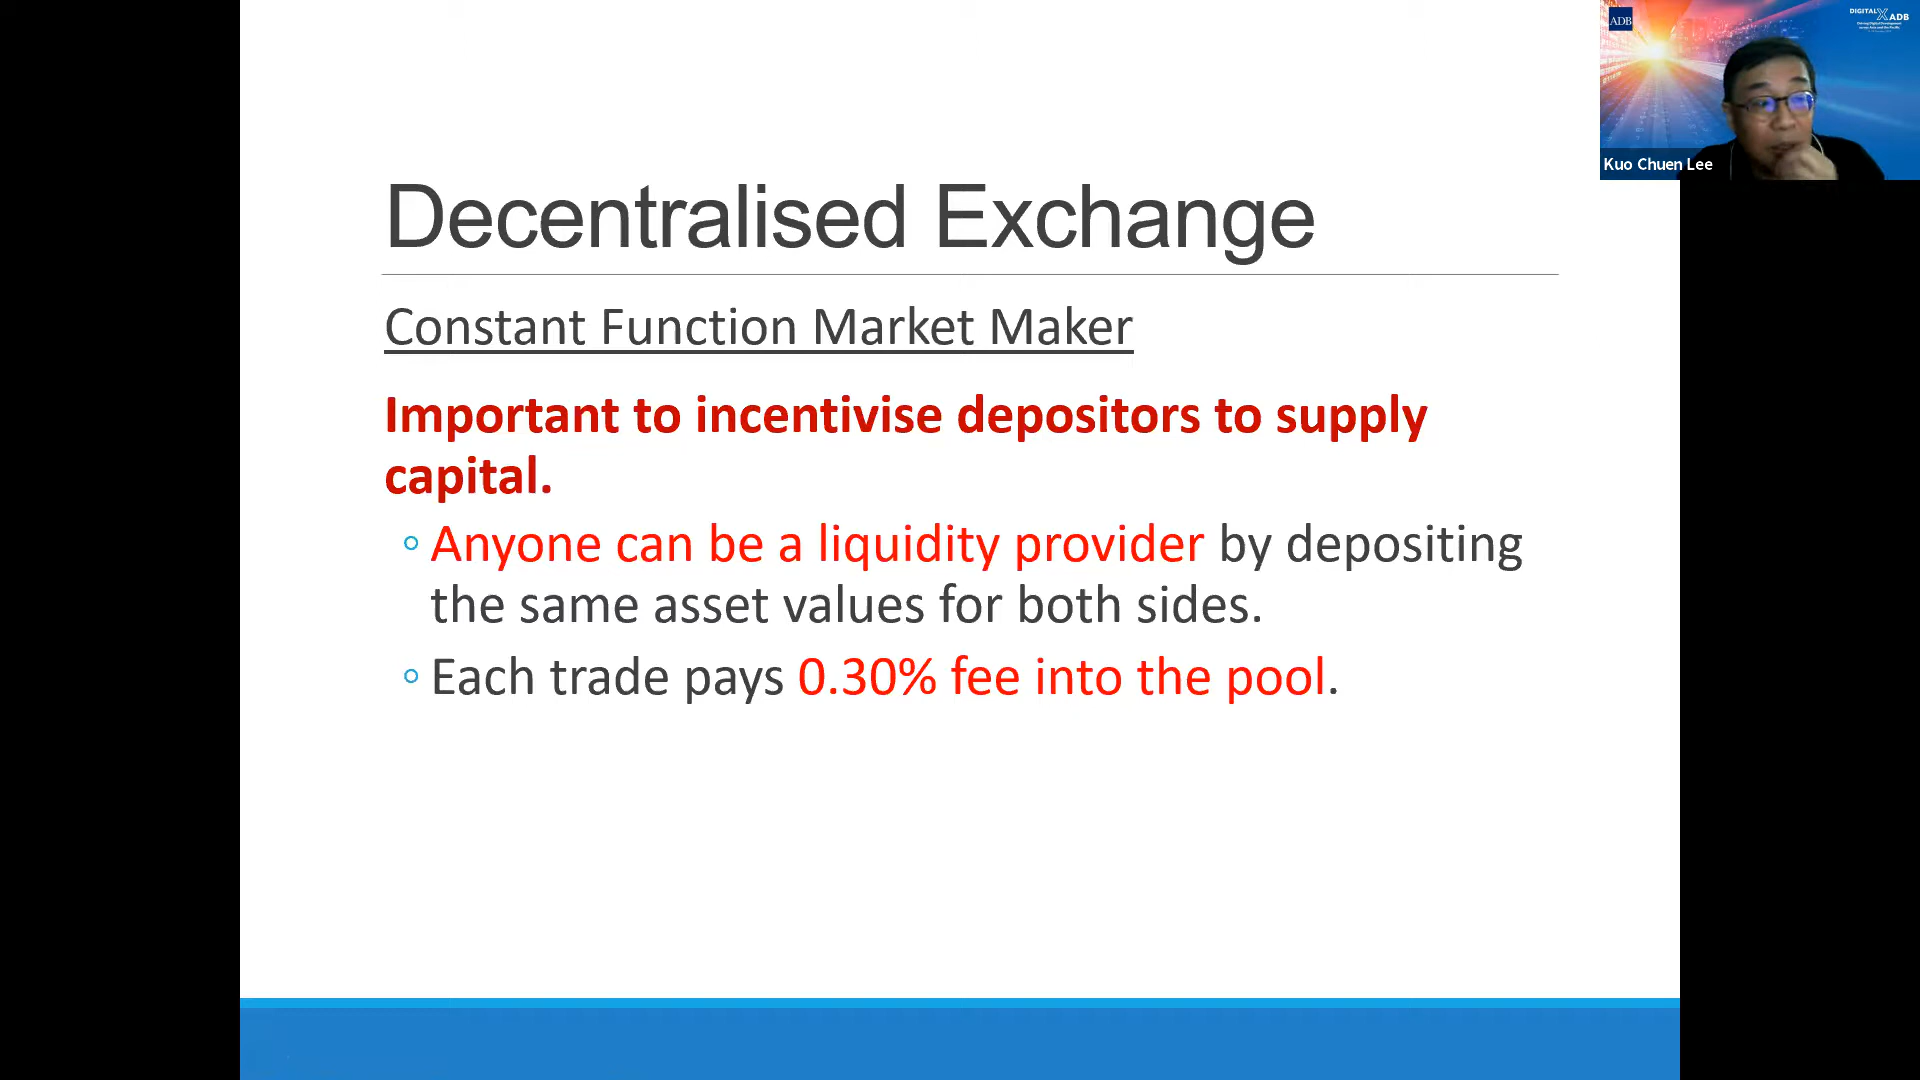 Decentralised Exchange
Constant Function Market Maker
Important to incentivise depositors to supply
capital.
Anyone can be a liquidity provider by depositing
the same asset values for both sides.
Each trade pays 0.30% fee into the pool.
ADB
DIGITAL X ADB
Kuo Chuen Lee